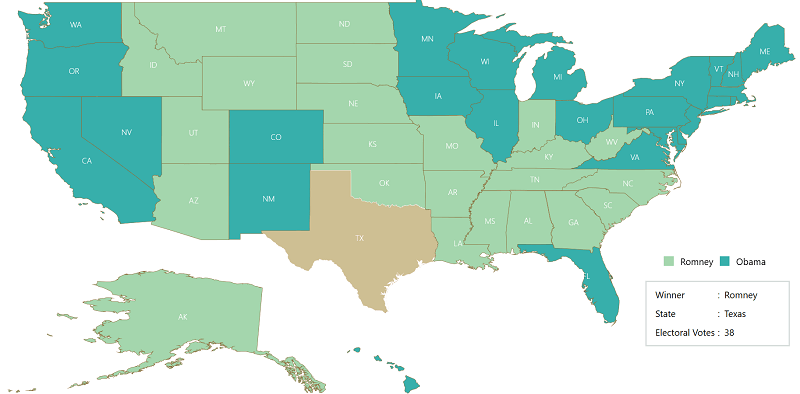 WA
MT
ND
MN
ME
OR
ID
SD
WI
VT
NH
WY
MI
NY
NE
IA
PA
NV
UT
CO
IL
IN
OH
CA
KS
MO
WV
VA
KY
AZ
NM
OK
AR
TN
NC
SC
TX
LA
MS
AL
GA
FL
AK
Romney
Obama
Winner : Romney
State : Texas
Electoral Votes : 38